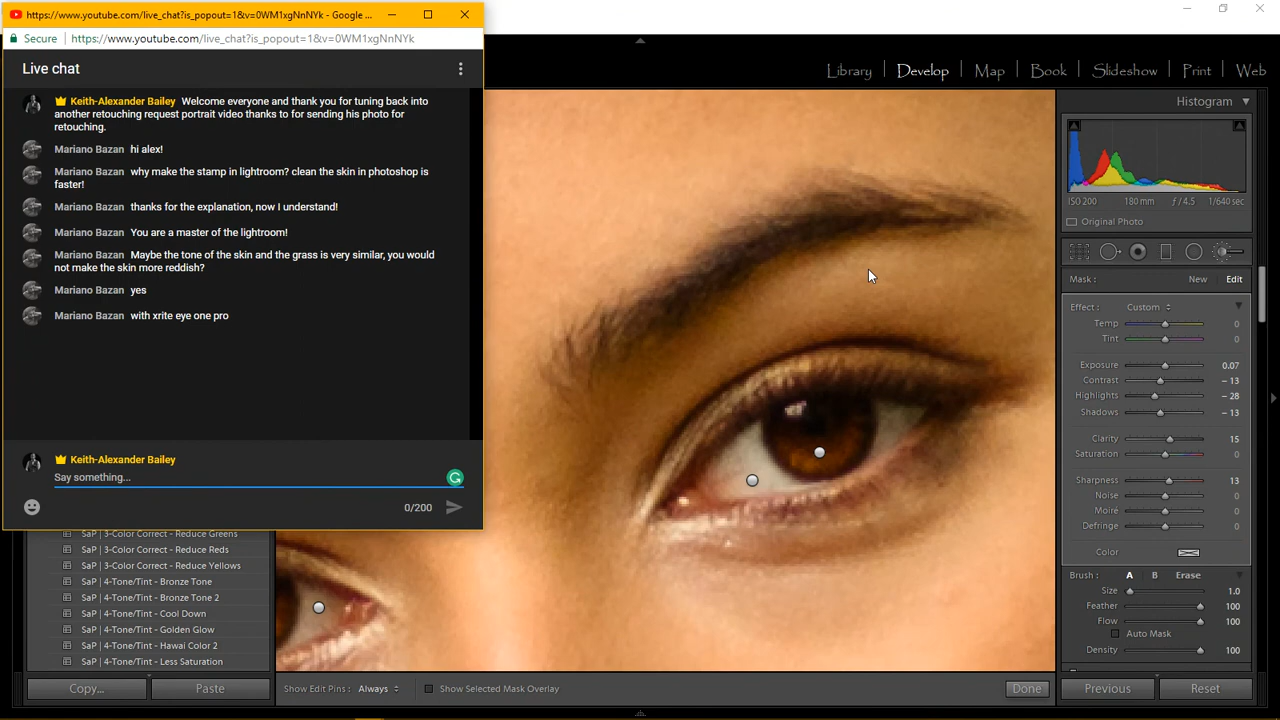 https://www.youtube.com/live_chat?is_popout=1&v=0WM1xgNnNYk - Google ...
Secure https://www.youtube.com/live_chat?is_popout=1&v=0WM1xgNnNYk
Live chat
Keith-Alexander Bailey Welcome everyone and thank you for tuning back into
another retouching request portrait video thanks to for sending his photo for
retouching.
Mariano Bazan hi alex!
Mariano Bazan why make the stamp in lightroom? clean the skin in photoshop is
faster!
Mariano Bazan thanks for the explanation, now I understand!
Mariano Bazan You are a master of the lightroom!
Mariano Bazan Maybe the tone of the skin and the grass is very similar, you would
not make the skin more reddish?
Mariano Bazan yes
Mariano Bazan with xrite eye one pro
Keith-Alexander Bailey
Say something...
0/200
SaP | 3-Color Correct - Reduce Greens
SaP | 3-Color Correct - Reduce Reds
SaP | 3-Color Correct - Reduce Yellows
SaP | 4-Tone/Tint - Bronze Tone
SaP | 4-Tone/Tint - Bronze Tone 2
SaP | 4-Tone/Tint - Cool Down
SaP | 4-Tone/Tint - Golden Glow
SaP | 4-Tone/Tint - Hawai Color 2
SaP | 4-Tone/Tint - Less Saturation
Copy... Paste
Show Edit Pins : Always Show Selected Mask Overlay Done
Library Develop Map Book Slideshow Print Web
Histogram
ISO 200 180 mm ƒ / 4.5 1/640 sec
Original Photo
Mask : New Edit
Effect : Custom
Temp 0
Tint 0
Exposure 0.07
Contrast – 13
Highlights – 28
Shadows – 13
Clarity 15
Saturation 0
Sharpness 13
Noise 0
Moiré 0
Defringe 0
Color
Brush : A B Erase
Size 1.0
Feather 100
Flow 100
Auto Mask
Density 100
Previous Reset